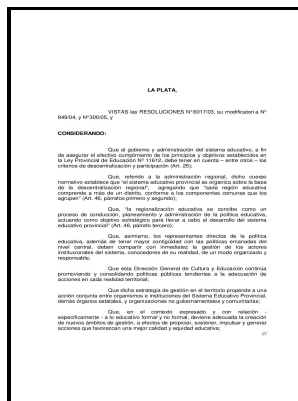 LA PLATA,
VISTAS las RESOLUCIONES Nº 6017/03, su modificatoria Nº
849/04, y Nº 300/05, y
CONSIDERANDO:
Que el gobierno y administración del sistema educativo, a fin
de asegurar el efectivo cumplimiento de los principios y objetivos establecidos en
la Ley Provincial de Educación Nº 11612, debe tener en cuenta – entre otros – los
criterios de descentralización y participación (Art. 25);
Que, referido a la administración regional, dicho cuerpo
normativo establece que "el sistema educativo provincial se organiza sobre la base
de la descentralización regional", agregando que "cada región educativa
comprende a más de un distrito, conforme a los componentes comunes que los
agrupen" (Art. 46, párrafos primero y segundo);
Que, "la regionalización educativa se concibe como un
proceso de conducción, planeamiento y administración de la política educativa,
actuando como objetivo estratégico para llevar a cabo el desarrollo del sistema
educativo provincial" (Art. 46, párrafo tercero);
Que, asimismo, los representantes directos de la política
educativa, además de tener mayor contigüidad con las políticas emanadas del
nivel central, deben compartir con inmediatez la gestión de los actores
institucionales del sistema, conocedores de su realidad, de un modo organizado y
responsable;
Que esta Dirección General de Cultura y Educación continúa
promoviendo y consolidando políticas públicas tendientes a la adecuación de
acciones en cada realidad territorial;
Que dicha estrategia de gestión en el territorio propende a una
acción conjunta entre organismos e instituciones del Sistema Educativo Provincial,
demás órganos estatales, y organizaciones no gubernamentales y comunitarias;
Que, en el contexto expresado y con relación -
específicamente - a lo educativo formal y no formal, deviene adecuada la creación
de nuevos ámbitos de gestión, a efectos de propiciar, sostener, impulsar y generar
acciones que favorezcan una mejor calidad y equidad educativa;
///